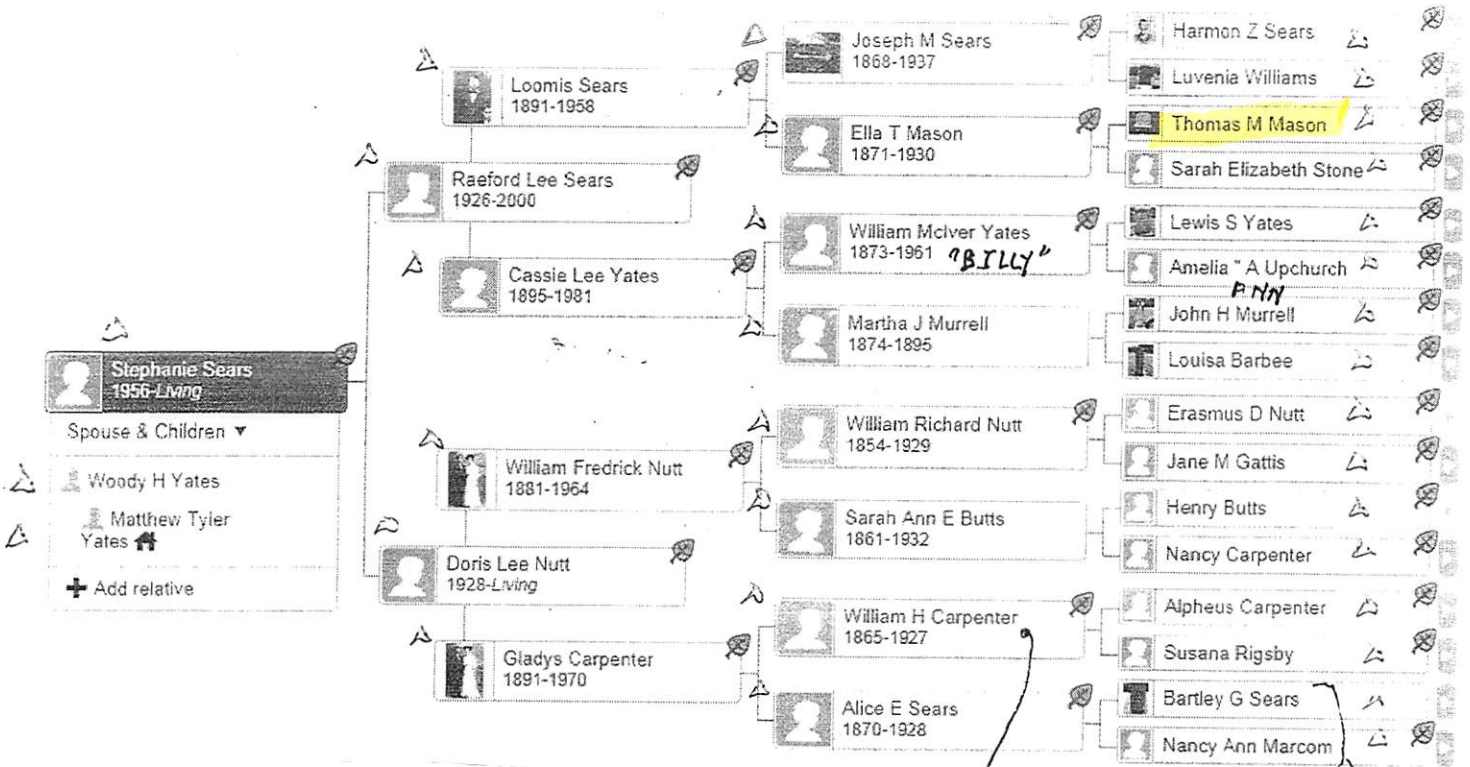 Stephanie Sears
1956-Living
Spouse & Children ▼
Woody H Yates
Matthew Tyler
Yates
Add relative
Raeford Lee Sears
1926-2000
Doris Lee Nutt
1928-Living
Loomis Sears
1891-1958
Cassie Lee Yates
1895-1981
William Fredrick Nutt
1881-1964
Gladys Carpenter
1891-1970
Joseph M Sears
1868-1937
Ella T Mason
1871-1930
William McIver Yates
1873-1961 "BILLY"
Martha J Murrell
1874-1895
William Richard Nutt
1854-1929
Sarah Ann E Butts
1861-1932
William H Carpenter
1865-1927
Alice E Sears
1870-1928
Harmon Z Sears
Luvenia Williams
Thomas M Mason
Sarah Elizabeth Stone
Lewis S Yates
Amelia " A Upchurch
ANN
John H Murrell
Louisa Barbee
Erasmus D Nutt
Jane M Gattis
Henry Butts
Nancy Carpenter
Alpheus Carpenter
Susana Rigsby
Bartley G Sears
Nancy Ann Marcom